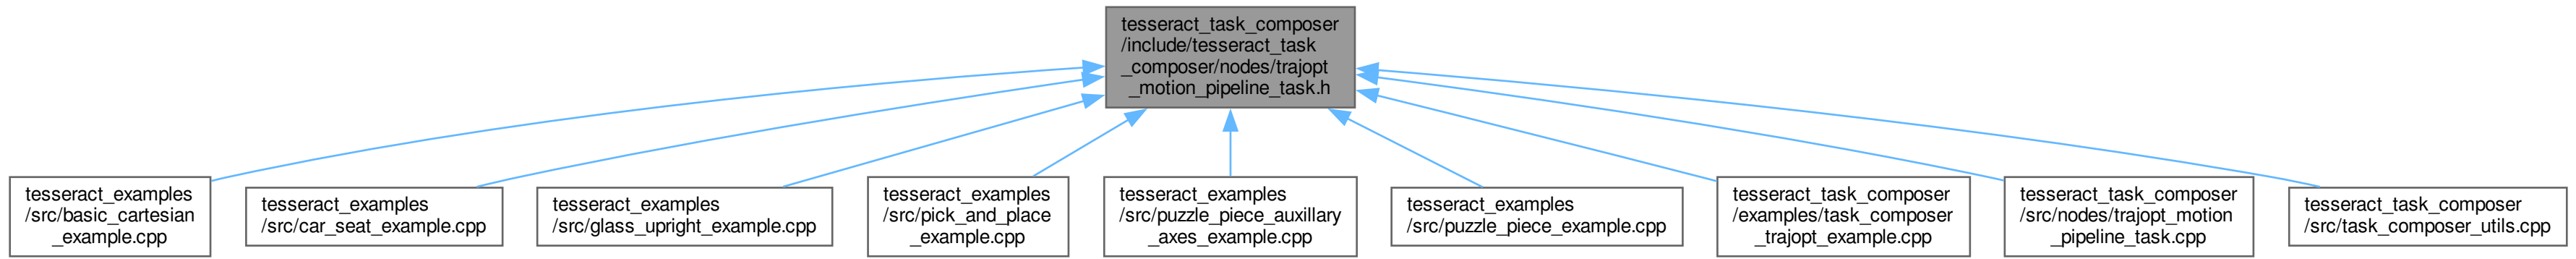 tesseract_task_composer
/include/tesseract_task
_composer/nodes/trajopt
_motion_pipeline_task.h
tesseract_examples
/src/basic_cartesian
_example.cpp
tesseract_examples
/src/car_seat_example.cpp
tesseract_examples
/src/glass_upright_example.cpp
tesseract_examples
/src/pick_and_place
_example.cpp
tesseract_examples
/src/puzzle_piece_auxillary
_axes_example.cpp
tesseract_examples
/src/puzzle_piece_example.cpp
tesseract_task_composer
/examples/task_composer
_trajopt_example.cpp
tesseract_task_composer
/src/nodes/trajopt_motion
_pipeline_task.cpp
tesseract_task_composer
/src/task_composer_utils.cpp